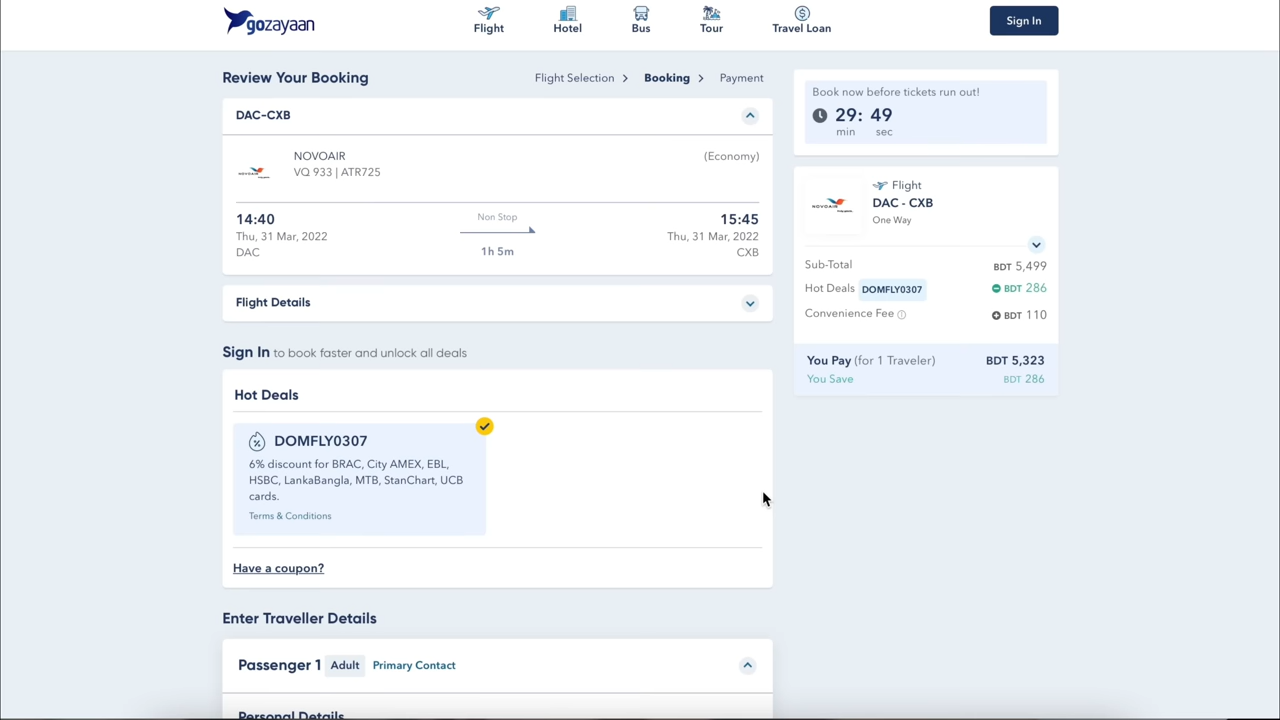 gozayaan
Flight
Hotel
Bus
Tour
Travel Loan
Sign In
Review Your Booking
Flight Selection > Booking > Payment
DAC-CXB
NOVOAIR
VQ 933 | ATR725
(Economy)
NOVOAIR
14:40
Thu, 31 Mar, 2022
DAC
Non Stop
1h 5m
15:45
Thu, 31 Mar, 2022
CXB
Flight Details
Sign In to book faster and unlock all deals
Hot Deals
DOMFLY0307
6% discount for BRAC, City AMEX, EBL,
HSBC, LankaBangla, MTB, StanChart, UCB
cards.
Terms & Conditions
Have a coupon?
Enter Traveller Details
Passenger 1 Adult Primary Contact
Personal Details
Book now before tickets run out!
29: 49
min sec
NOVOAIR
Flight
DAC - CXB
One Way
Sub-Total BDT 5,499
Hot Deals DOMFLY0307 BDT 286
Convenience Fee BDT 110
You Pay (for 1 Traveler) BDT 5,323
You Save BDT 286